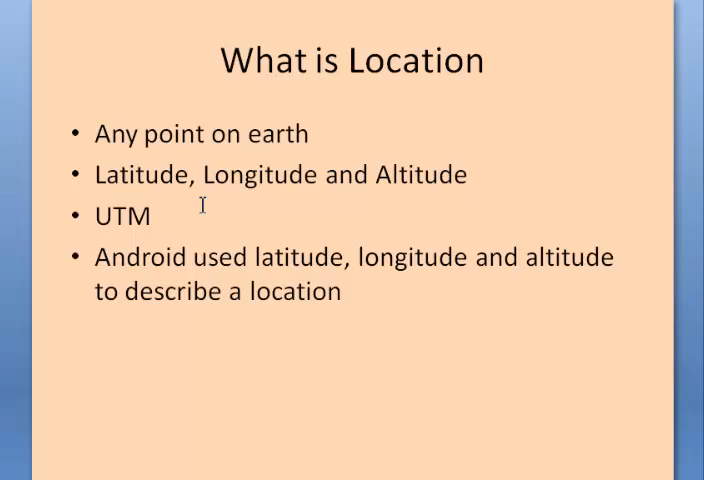 What is Location
• Any point on earth
• Latitude, Longitude and Altitude
• UTM
• Android used latitude, longitude and altitude
to describe a location